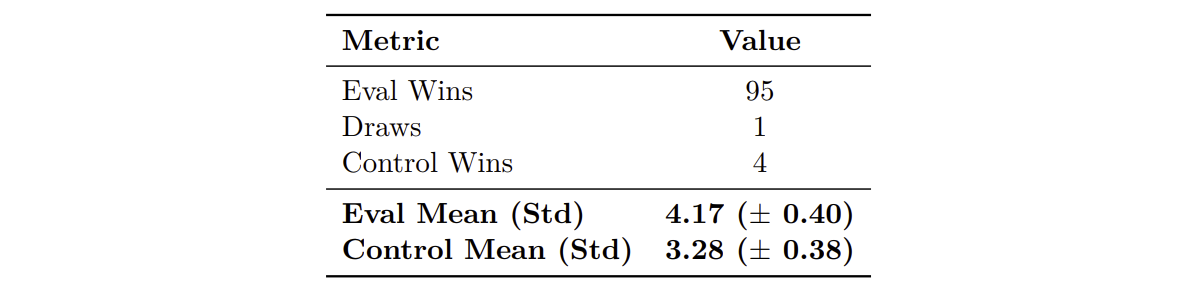 Metric Value
Eval Wins 95
Draws 1
Control Wins 4
Eval Mean (Std) 4.17 (± 0.40)
Control Mean (Std) 3.28 (± 0.38)